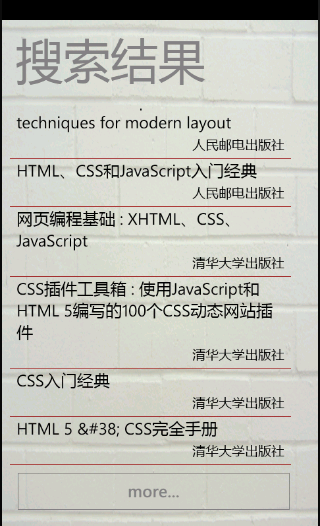 搜索结果
techniques for modern layout
人民邮电出版社
HTML、CSS和JavaScript入门经典
人民邮电出版社
网页编程基础 : XHTML、CSS、
JavaScript
清华大学出版社
CSS插件工具箱 : 使用JavaScript和
HTML 5编写的100个CSS动态网站插
件
清华大学出版社
CSS入门经典
清华大学出版社
HTML 5 &#38; CSS完全手册
清华大学出版社
more...